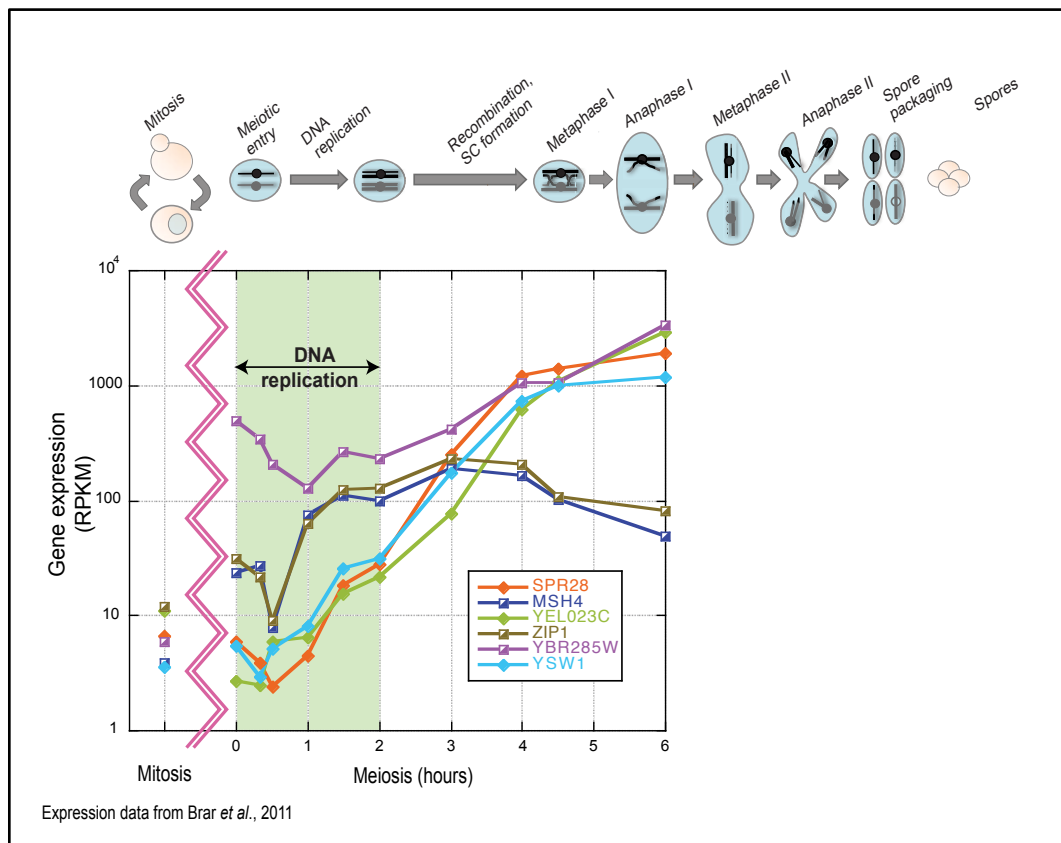 Mitosis
Meiotic
entry
DNA
replication
Recombination,
SC formation
Metaphase I
Anaphase I
Metaphase II
Anaphase II
Spore
packaging
Spores
10⁴
1000
100
10
1
Gene expression
(RPKM)
DNA
replication
SPR28
MSH4
YEL023C
ZIP1
YBR285W
YSW1
0 1 2 3 4 5 6
Mitosis
Meiosis (hours)
Expression data from Brar et al., 2011